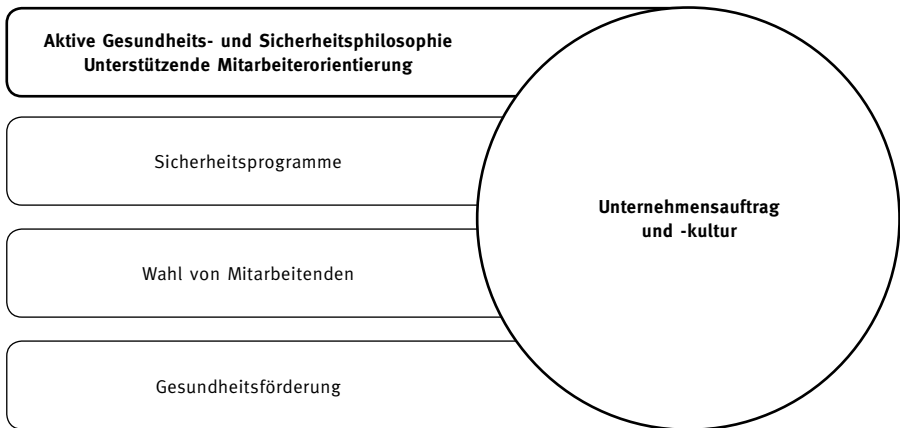 Aktive Gesundheits- und Sicherheitsphilosophie
Unterstützende Mitarbeiterorientierung
Sicherheitsprogramme
Unternehmensauftrag
und -kultur
Wahl von Mitarbeitenden
Gesundheitsförderung